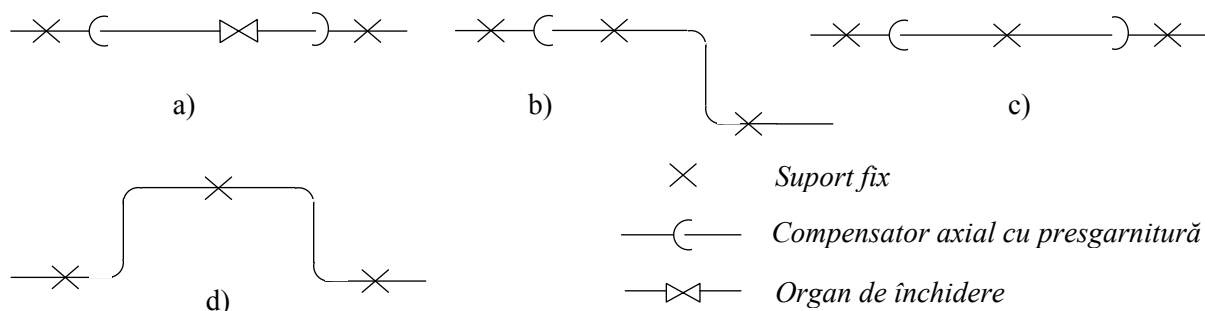 a)
b)
c)
d)
Suport fix
Compensator axial cu presgarnitură
Organ de închidere